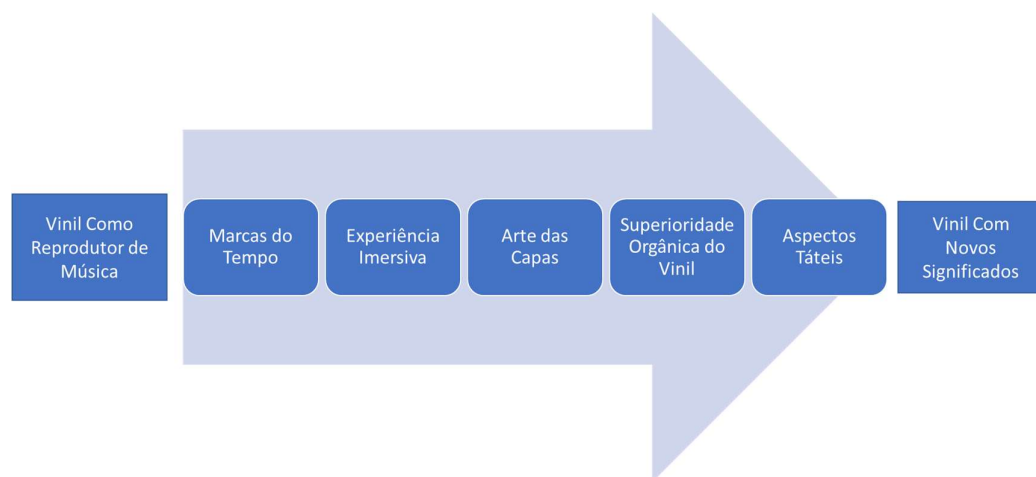 Vinil Como
Reprodutor de
Música
Marcas do
Tempo
Experiência
Imersiva
Arte das
Capas
Superioridade
Orgânica do
Vinil
Aspectos
Táteis
Vinil Com
Novos
Significados